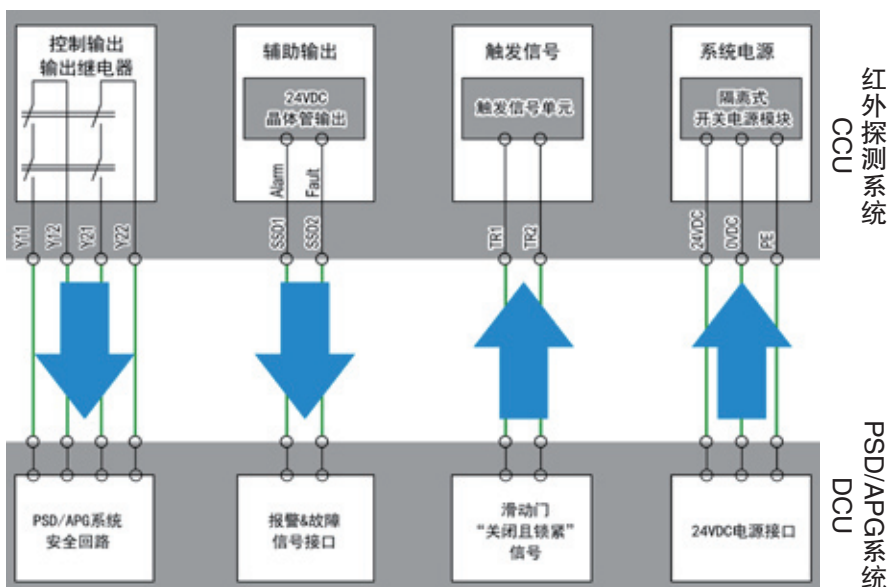 控制输出
输出继电器
辅助输出
24VDC
晶体管输出
触发信号
触发信号单元
系统电源
隔离式
开关电源模块
红外探测系统
CCU
Alarm
Fault
Y11
Y12
Y21
Y22
SSD1
SSD2
TR1
TR2
24VDC
0VDC
PE
PSD/APG系统
安全回路
报警&故障
信号接口
滑动门
“关闭且锁紧”
信号
24VDC电源接口
PSD/APG系统
DCU